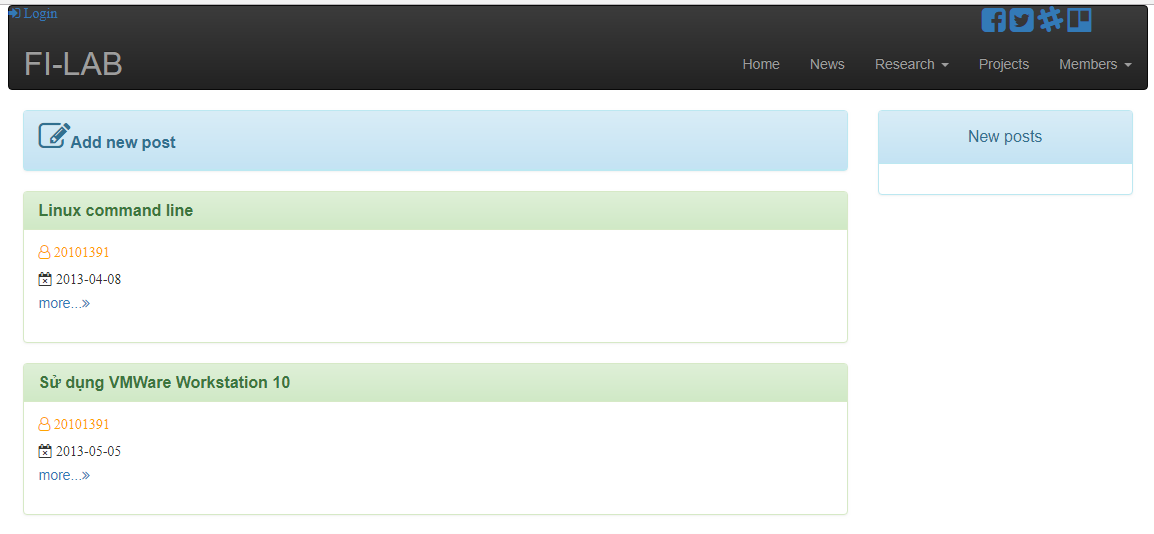 Login
FI-LAB
Home News Research Projects Members
Add new post
New posts
Linux command line
20101391
2013-04-08
more...»
Sử dụng VMWare Workstation 10
20101391
2013-05-05
more...»